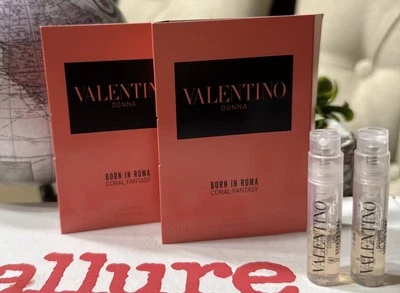 VALENTINO
DONNA
BORN IN ROMA
CORAL FANTASY
VALENTINO
DONNA
BORN IN ROMA
CORAL FANTASY
VALENTINO
VALENTINO
allure